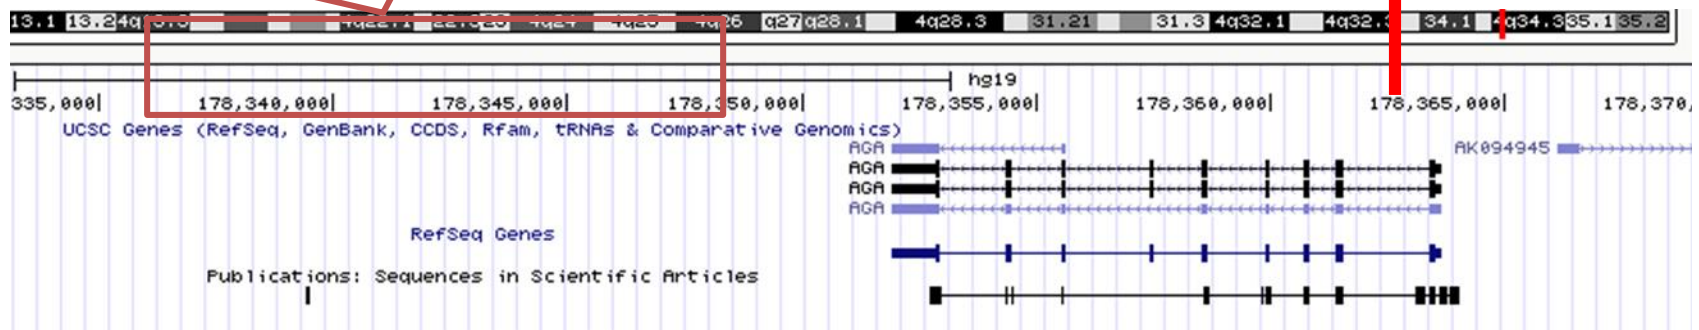 13.1 13.2 4q22.1 4q24 4q25 4q26 q27 q28.1 4q28.3 31.21 31.3 4q32.1 4q32.3 34.1 4q34.3 35.1 35.2
hg19
335,000| 178,340,000| 178,345,000| 178,350,000| 178,355,000| 178,360,000| 178,365,000| 178,370,
UCSC Genes (RefSeq, GenBank, CCDS, Rfam, tRNAs & Comparative Genomics)
AGA AK094945
AGA
AGA
AGA
RefSeq Genes
Publications: Sequences in Scientific Articles